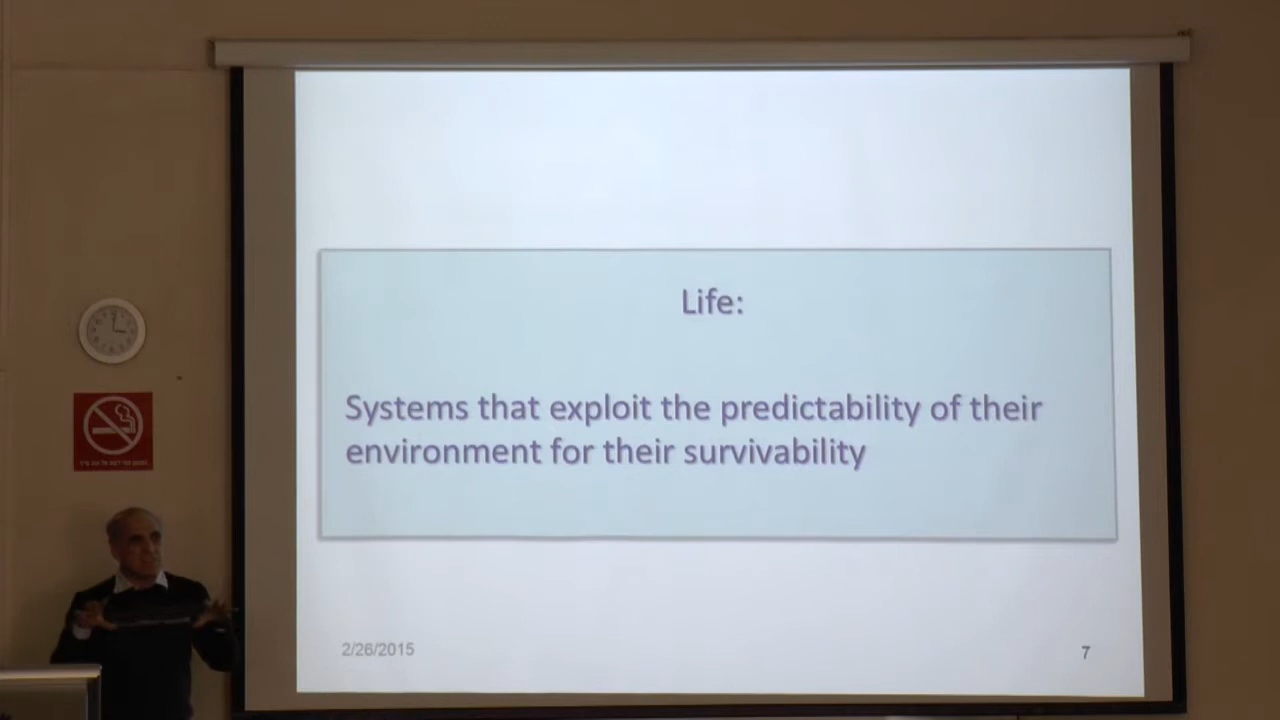 Life:
Systems that exploit the predictability of their
environment for their survivability
2/26/2015
7